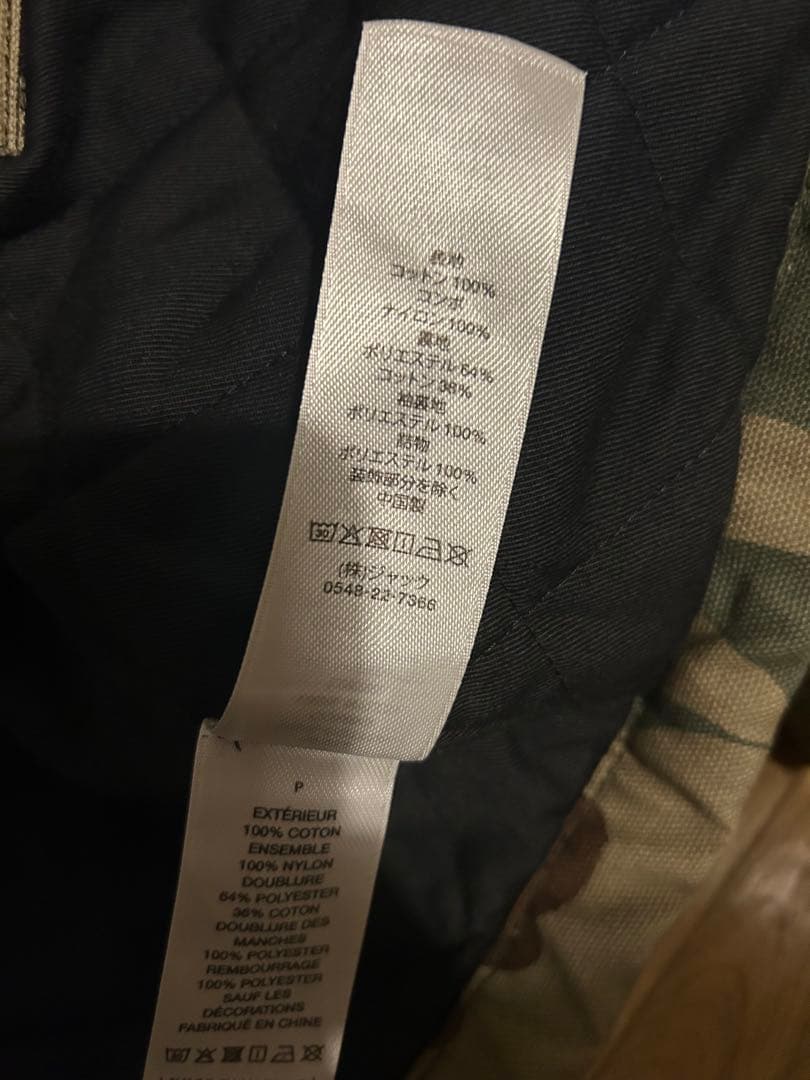 表地
コットン 100%
コンボ
ナイロン 100%
裏地
ポリエステル 64%
コットン 36%
袖裏地
ポリエステル 100%
詰物
ポリエステル 100%
装飾部分を除く
中国製
30
(株)ジャック
0548-22-7366
P
EXTÉRIEUR
100% COTON
ENSEMBLE
100% NYLON
DOUBLURE
64% POLYESTER
36% COTON
DOUBLURE DES
MANCHES
100% POLYESTER
REMBOURRAGE
100% POLYESTER
SAUF LES
DÉCORATIONS
FABRIQUÉ EN CHINE
30